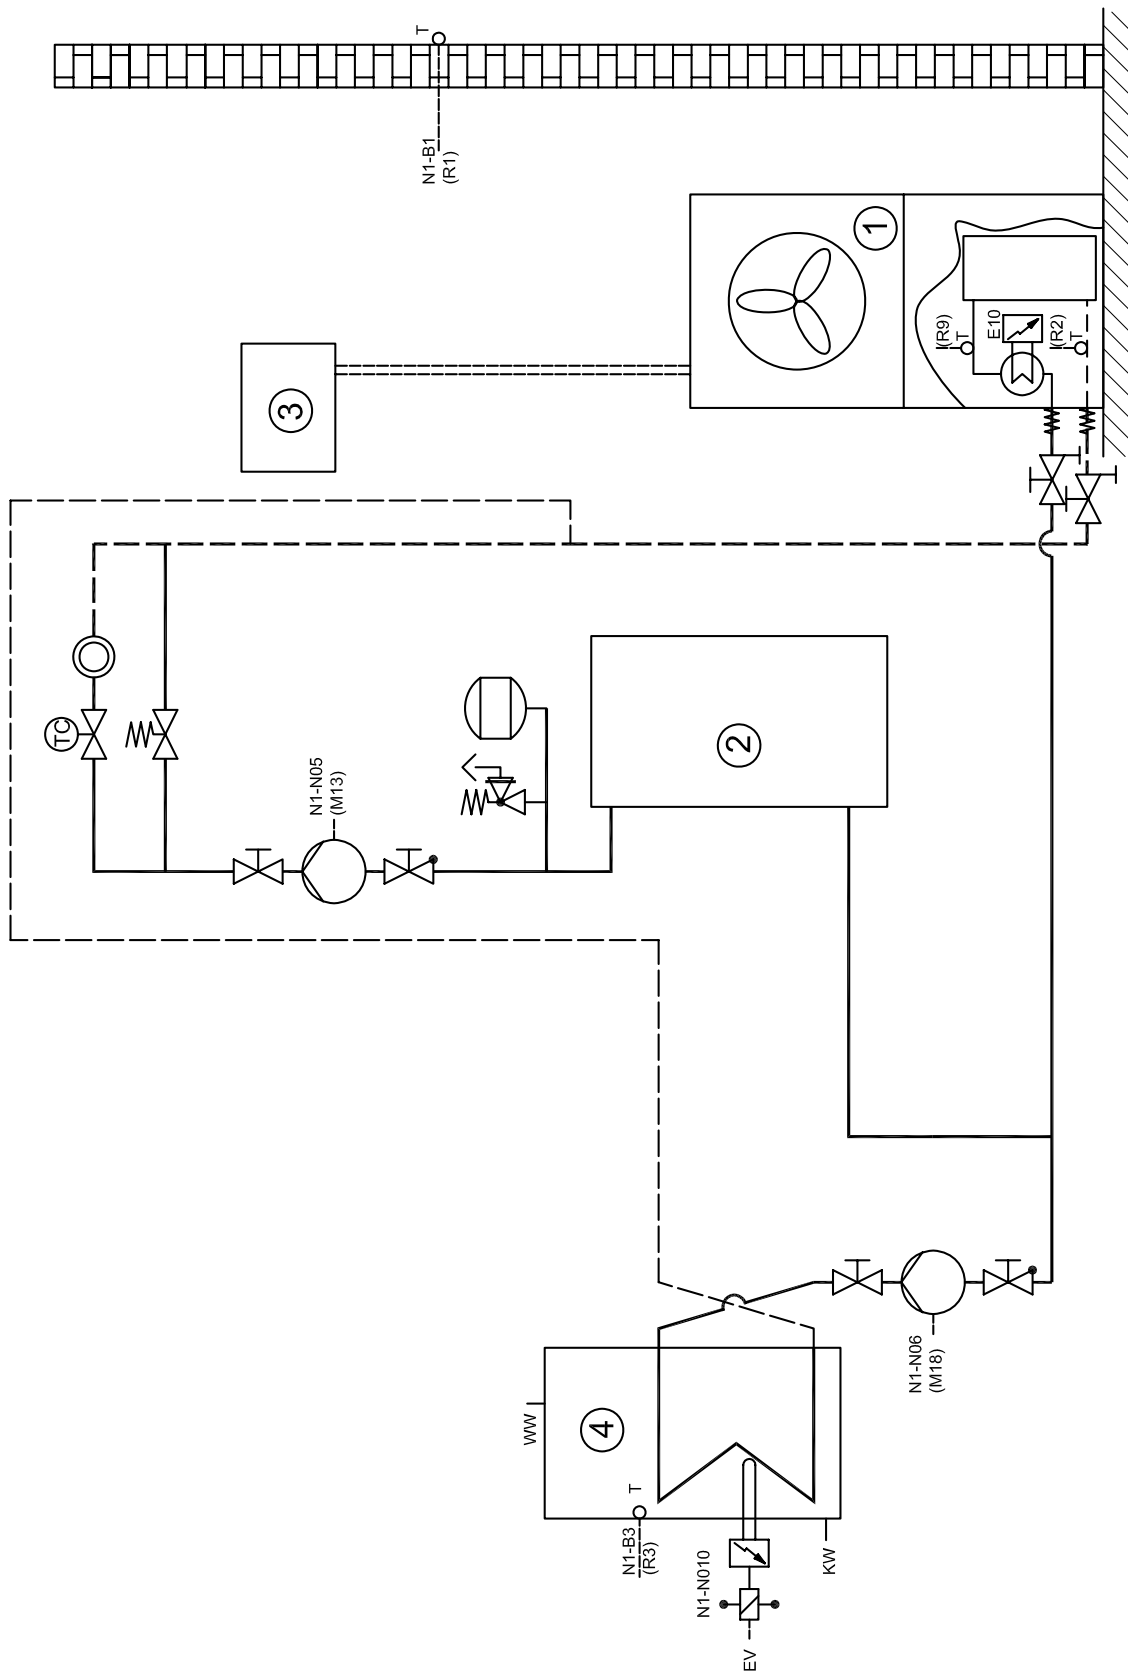 T
N1-B1
(R1)
1
3
(R9)
T
E10
(R2)
T
TC
N1-N05
(M13)
2
N1-N06
(M18)
WW
4
T
N1-B3
(R3)
N1-N010
KW
EV